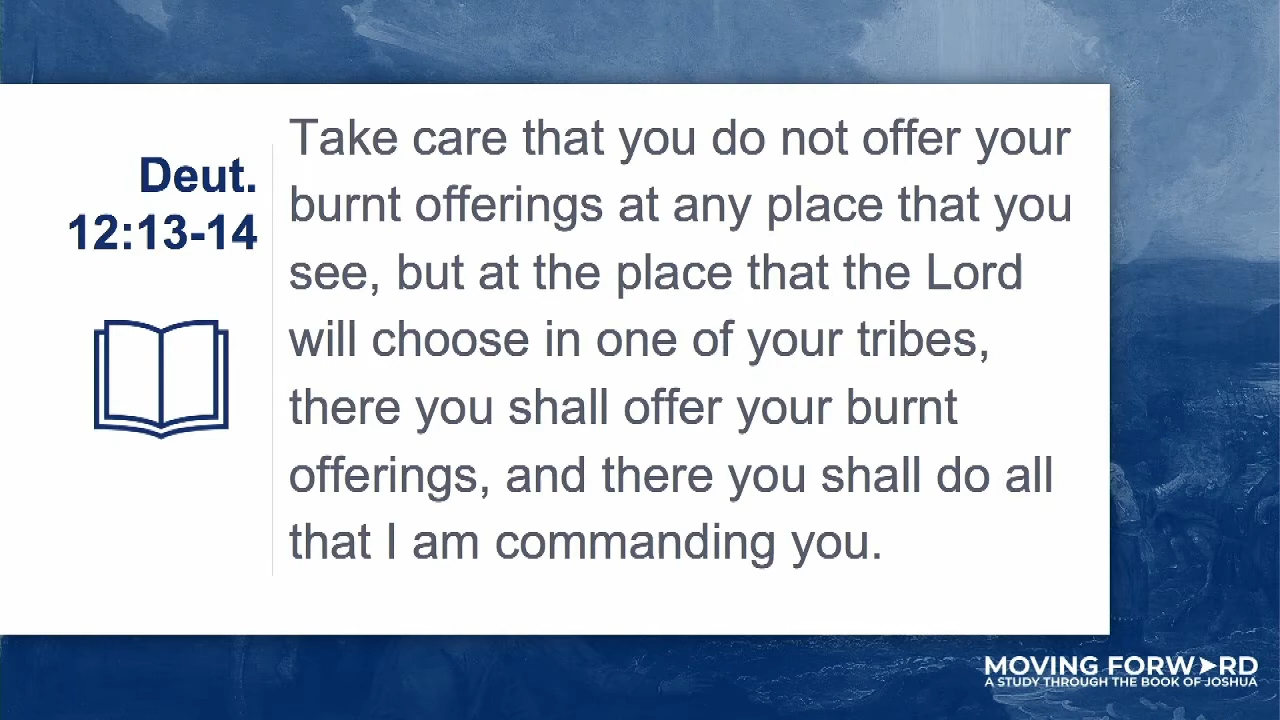 Deut.
12:13-14
Take care that you do not offer your
burnt offerings at any place that you
see, but at the place that the Lord
will choose in one of your tribes,
there you shall offer your burnt
offerings, and there you shall do all
that I am commanding you.
MOVING FORWARD
A STUDY THROUGH THE BOOK OF JOSHUA